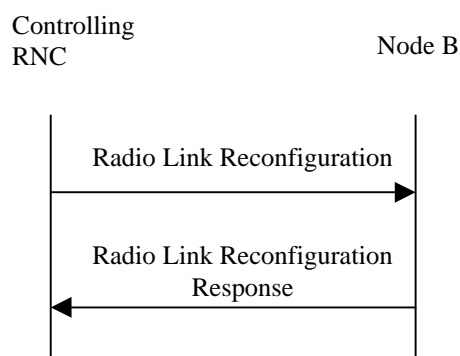 Controlling
RNC
Node B
Radio Link Reconfiguration
Radio Link Reconfiguration
Response